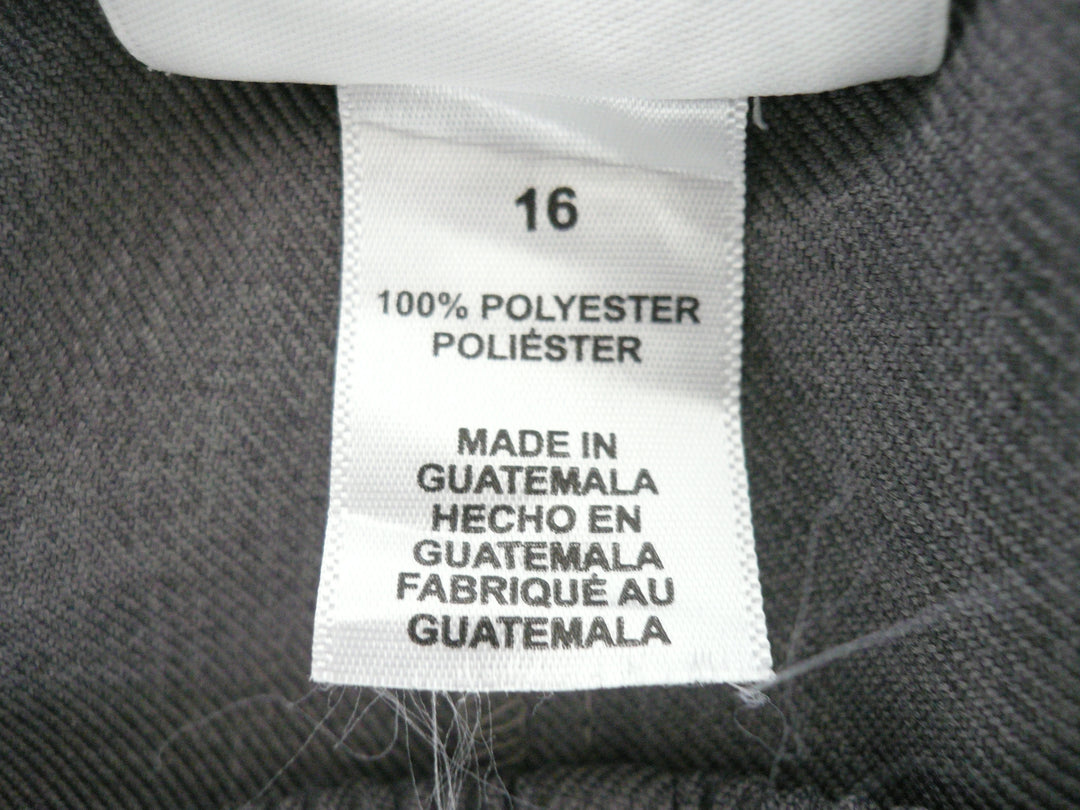 16
100% POLYESTER
POLIÉSTER
MADE IN
GUATEMALA
HECHO EN
GUATEMALA
FABRIQUÉ AU
GUATEMALA